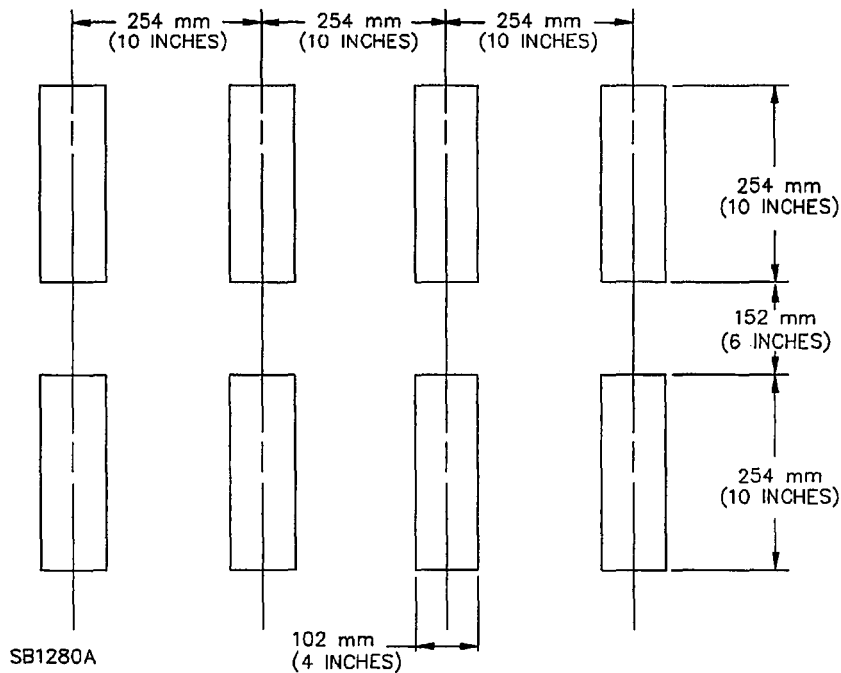 254 mm
(10 INCHES)
254 mm
(10 INCHES)
254 mm
(10 INCHES)
254 mm
(10 INCHES)
152 mm
(6 INCHES)
254 mm
(10 INCHES)
102 mm
(4 INCHES)
SB1280A